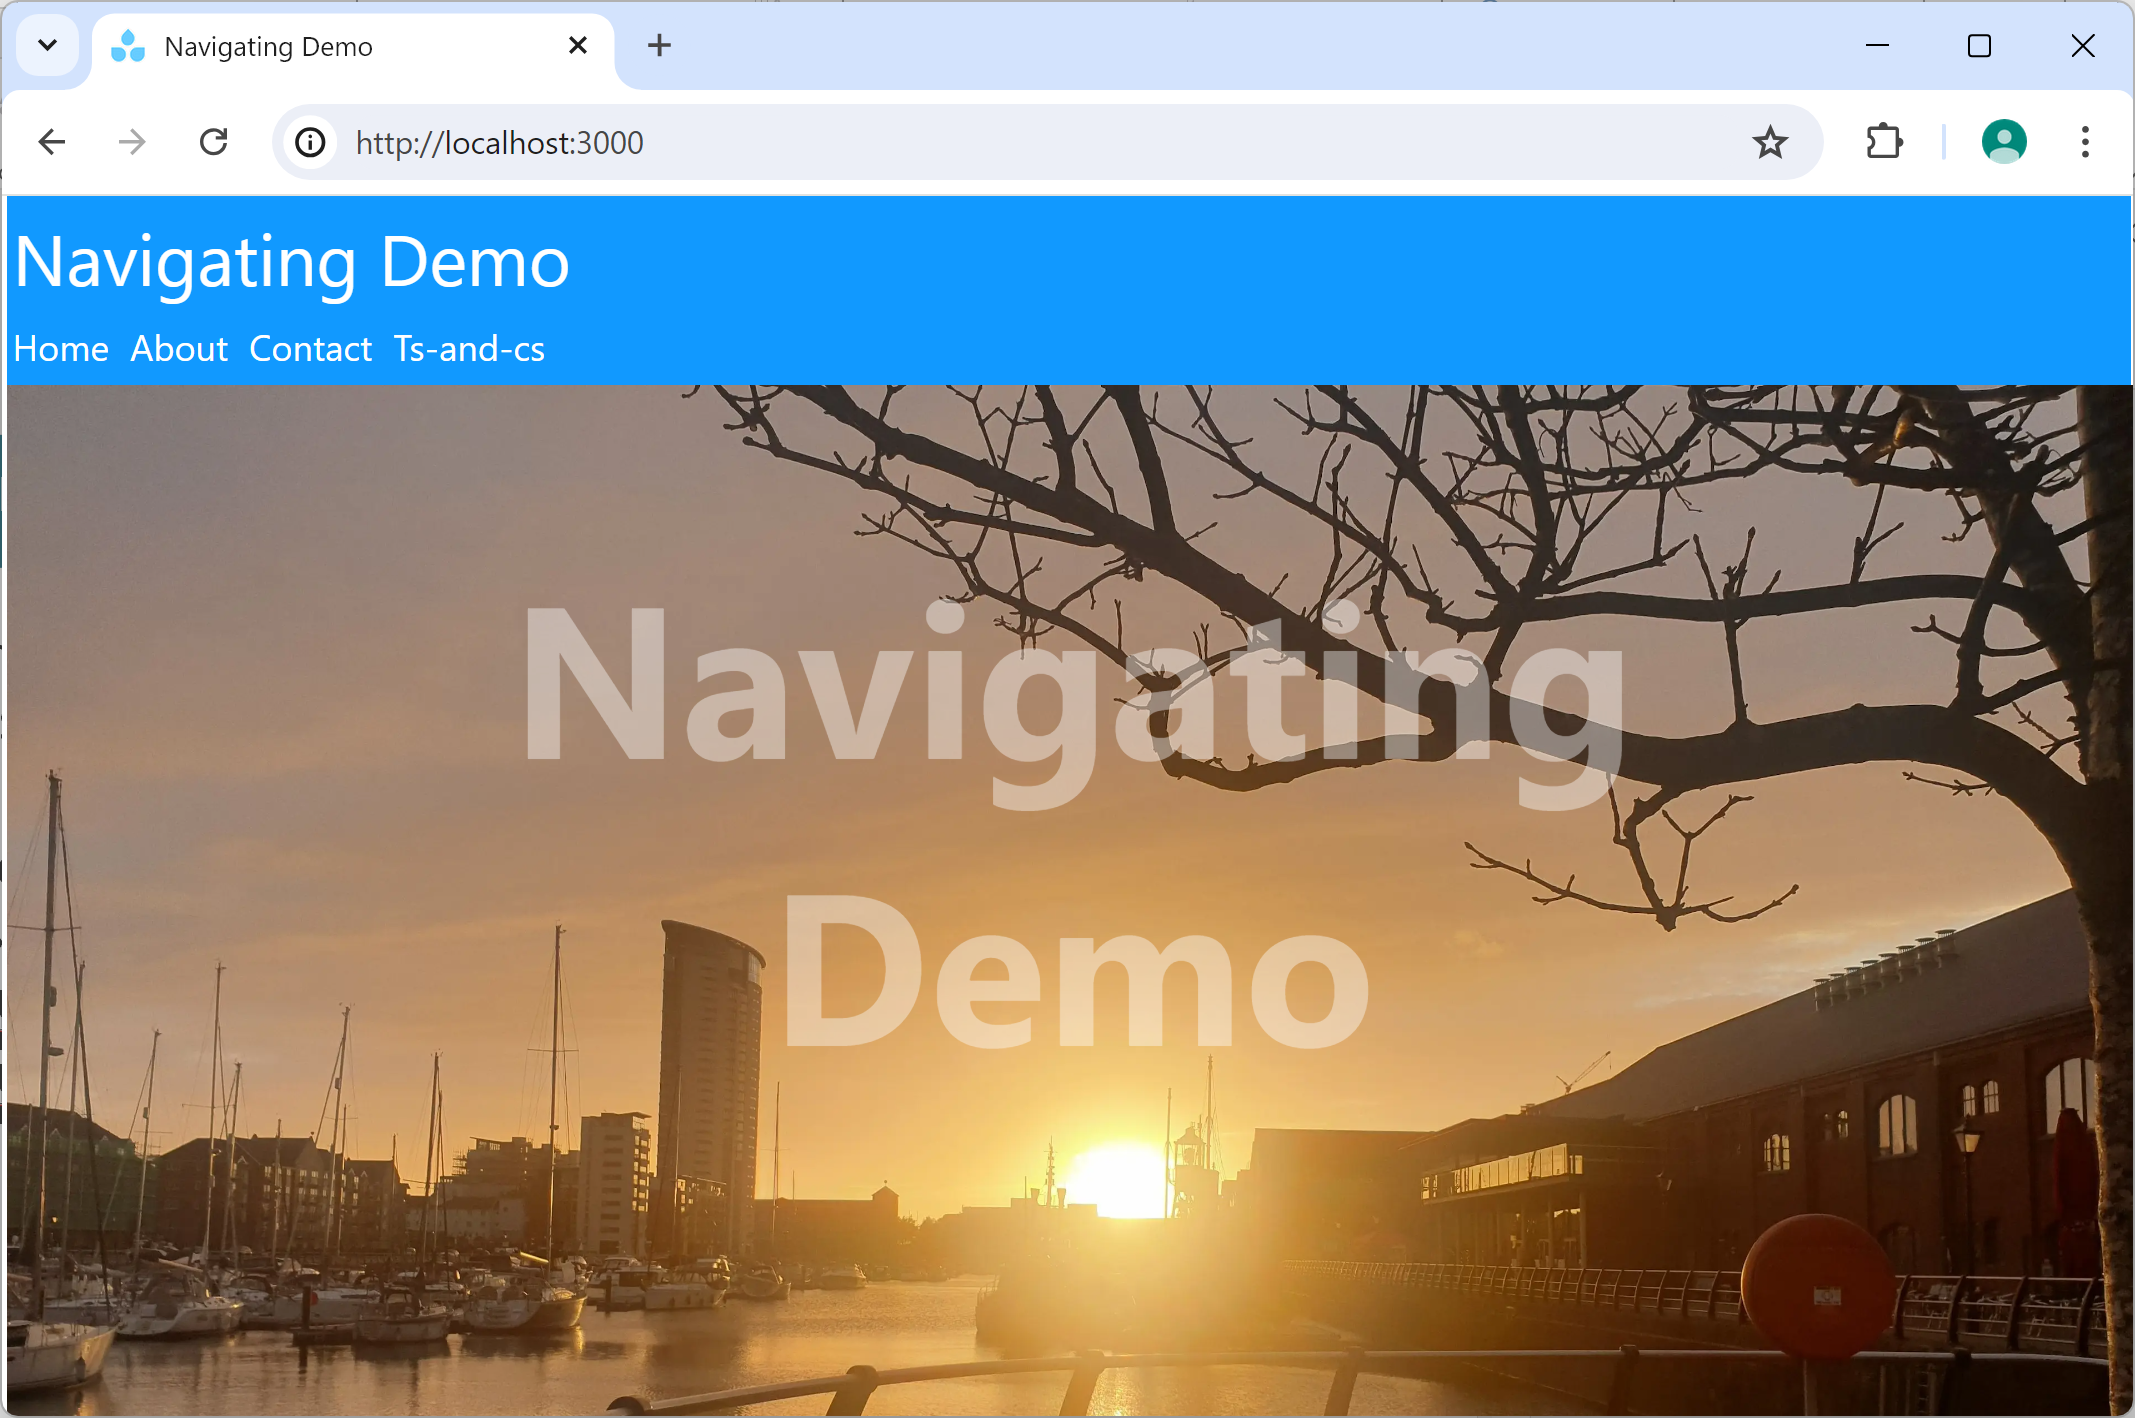 Navigating Demo
http://localhost:3000
Navigating Demo
Home About Contact Ts-and-cs
Navigating
Demo